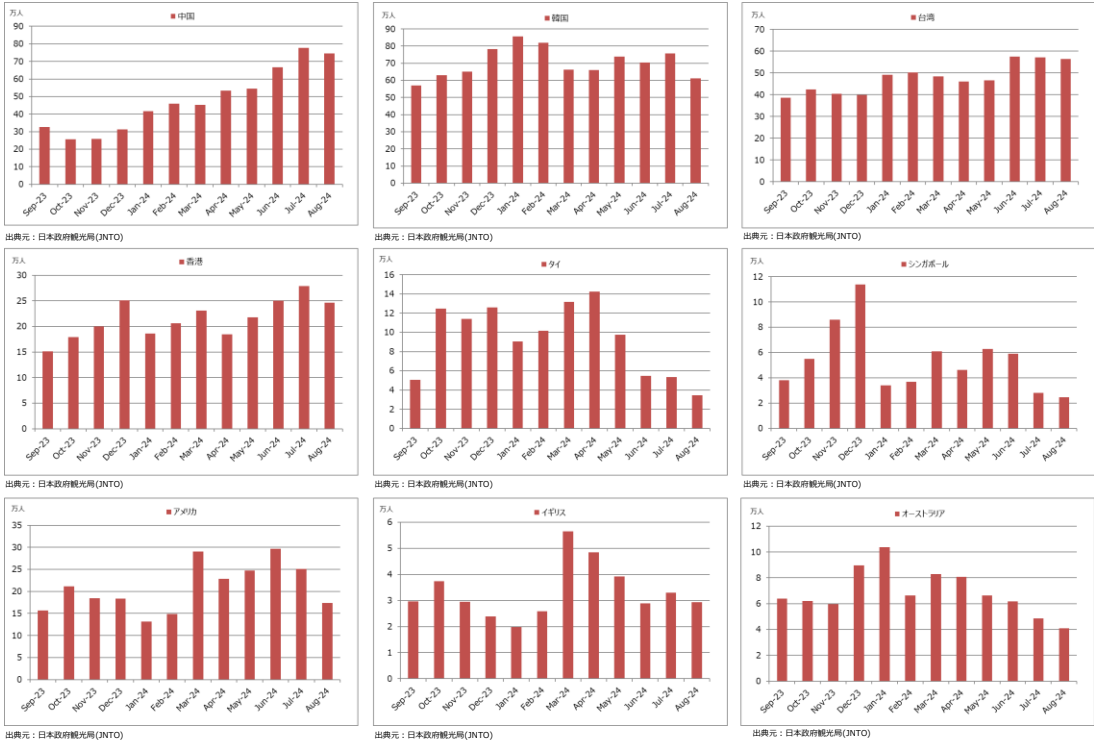 万人
■ 中国
90
80
70
60
50
40
30
20
10
0
Sep-23 Oct-23 Nov-23 Dec-23 Jan-24 Feb-24 Mar-24 Apr-24 May-24 Jun-24 Jul-24 Aug-24
出典元：日本政府観光局(JNTO)
万人
■ 韓国
90
80
70
60
50
40
30
20
10
0
Sep-23 Oct-23 Nov-23 Dec-23 Jan-24 Feb-24 Mar-24 Apr-24 May-24 Jun-24 Jul-24 Aug-24
出典元：日本政府観光局(JNTO)
万人
■ 台湾
70
60
50
40
30
20
10
0
Sep-23 Oct-23 Nov-23 Dec-23 Jan-24 Feb-24 Mar-24 Apr-24 May-24 Jun-24 Jul-24 Aug-24
出典元：日本政府観光局(JNTO)
万人
■ 香港
30
25
20
15
10
5
0
Sep-23 Oct-23 Nov-23 Dec-23 Jan-24 Feb-24 Mar-24 Apr-24 May-24 Jun-24 Jul-24 Aug-24
出典元：日本政府観光局(JNTO)
万人
■ タイ
16
14
12
10
8
6
4
2
0
Sep-23 Oct-23 Nov-23 Dec-23 Jan-24 Feb-24 Mar-24 Apr-24 May-24 Jun-24 Jul-24 Aug-24
出典元：日本政府観光局(JNTO)
万人
■ シンガポール
12
10
8
6
4
2
0
Sep-23 Oct-23 Nov-23 Dec-23 Jan-24 Feb-24 Mar-24 Apr-24 May-24 Jun-24 Jul-24 Aug-24
出典元：日本政府観光局(JNTO)
万人
■ アメリカ
35
30
25
20
15
10
5
0
Sep-23 Oct-23 Nov-23 Dec-23 Jan-24 Feb-24 Mar-24 Apr-24 May-24 Jun-24 Jul-24 Aug-24
出典元：日本政府観光局(JNTO)
万人
■ イギリス
6
5
4
3
2
1
0
Sep-23 Oct-23 Nov-23 Dec-23 Jan-24 Feb-24 Mar-24 Apr-24 May-24 Jun-24 Jul-24 Aug-24
出典元：日本政府観光局(JNTO)
万人
■ オーストラリア
12
10
8
6
4
2
0
Sep-23 Oct-23 Nov-23 Dec-23 Jan-24 Feb-24 Mar-24 Apr-24 May-24 Jun-24 Jul-24 Aug-24
出典元：日本政府観光局(JNTO)